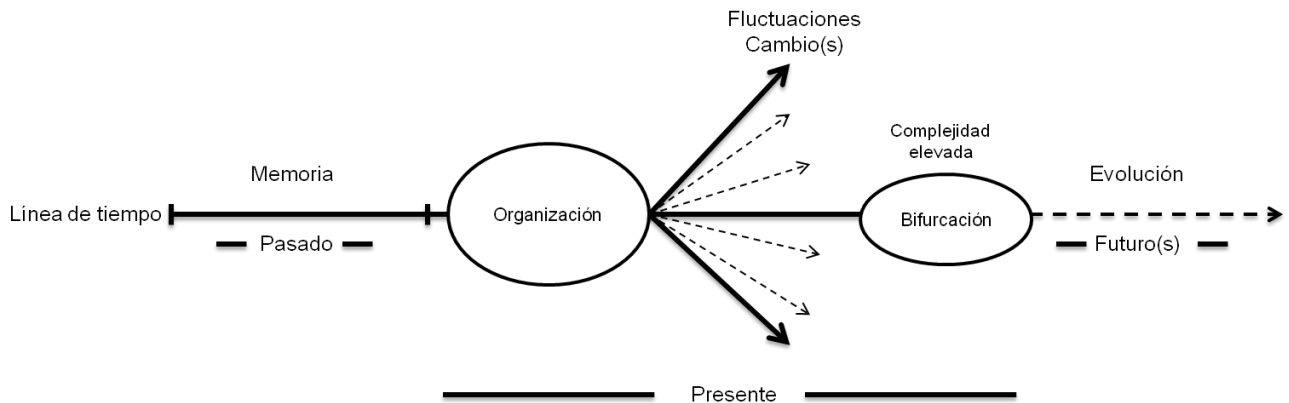 Fluctuaciones
Cambio(s)
Complejidad
elevada
Memoria
Evolución
Línea de tiempo
Organización
Bifurcación
Pasado
Futuro(s)
Presente